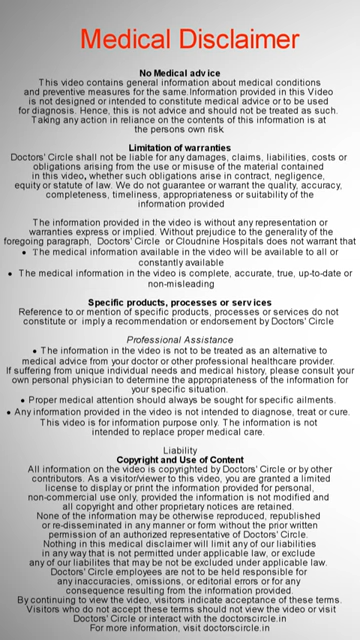 Medical Disclaimer
No Medical advice
This video contains general information about medical conditions
and preventive measures for the same.Information provided in this Video
is not designed or intended to constitute medical advice or to be used
for diagnosis. Hence, this is not advice and should not be treated as such.
Taking any action in reliance on the contents of this information is at
the persons own risk
Limitation of warranties
Doctors' Circle shall not be liable for any damages, claims, liabilities, costs or
obligations arising from the use or misuse of the material contained
in this video, whether such obligations arise in contract, negligence,
equity or statute of law. We do not guarantee or warrant the quality, accuracy,
completeness, timeliness, appropriateness or suitability of the
information provided
The information provided in the video is without any representation or
warranties express or implied. Without prejudice to the generality of the
foregoing paragraph, Doctors' Circle or Cloudnine Hospitals does not warrant that
• The medical information available in the video will be available to all or
constantly available
• The medical information in the video is complete, accurate, true, up-to-date or
non-misleading
Specific products, processes or services
Reference to or mention of specific products, processes or services do not
constitute or imply a recommendation or endorsement by Doctors' Circle
Professional Assistance
• The information in the video is not to be treated as an alternative to
medical advice from your doctor or other professional healthcare provider.
If suffering from unique individual needs and medical history, please consult your
own personal physician to determine the appropriateness of the information for
your specific situation.
• Proper medical attention should always be sought for specific ailments.
• Any information provided in the video is not intended to diagnose, treat or cure.
This video is for information purpose only. The information is not
intended to replace proper medical care.
Liability
Copyright and Use of Content
All information on the video is copyrighted by Doctors' Circle or by other
contributors. As a visitor/viewer to this video, you are granted a limited
license to display or print the information provided for personal,
non-commercial use only, provided the information is not modified and
all copyright and other proprietary notices are retained.
None of the information may be otherwise reproduced, republished
or re-disseminated in any manner or form without the prior written
permission of an authorized representative of Doctors' Circle.
Nothing in this medical disclaimer will limit any of our liabilities
in any way that is not permitted under applicable law, or exclude
any of our liabilites that may be not be excluded under applicable law.
Doctors' Circle employees are not to be held responsible for
any inaccuracies, omissions, or editorial errors or for any
consequence resulting from the information provided.
By continuing to view the video, visitors indicate acceptance of these terms.
Visitors who do not accept these terms should not view the video or visit
Doctors' Circle or interact with the doctorscircle.in
For more information, visit doctorscircle.in